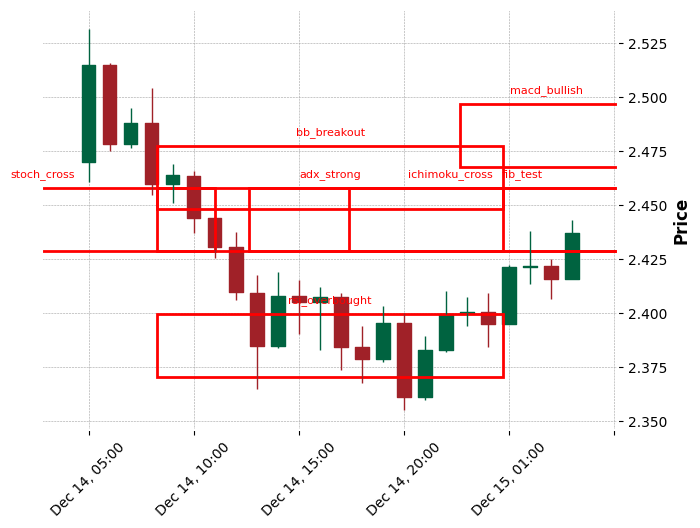 2.525
macd_bullish
2.500
bb_breakout
2.475
stoch_cross adx_strong ichimoku_cross fib_test
2.450
Price
2.425
2.400
2.375
2.350
Dec 14, 05:00 Dec 14, 10:00 Dec 14, 15:00 Dec 14, 20:00 Dec 15, 01:00